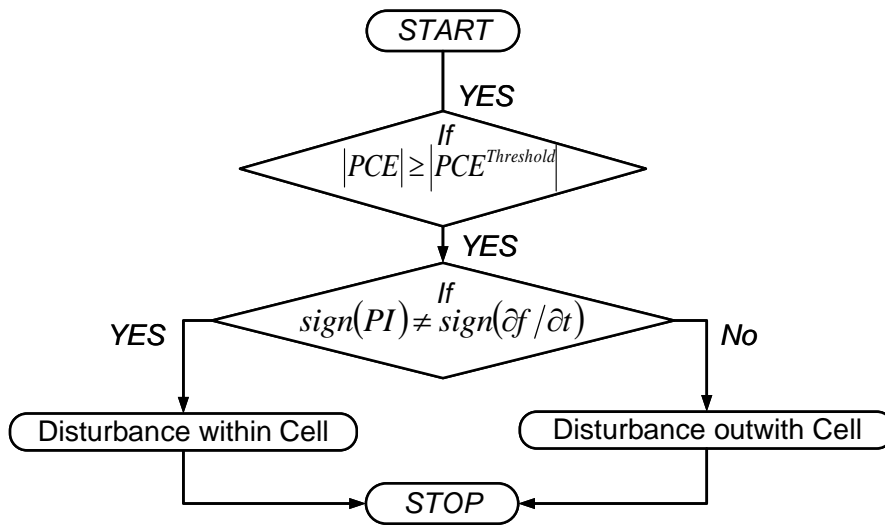 START
YES
If
|PCE| ≥ |PCE^Threshold|
YES
If
sign(PI) ≠ sign(∂f/∂t)
YES
No
Disturbance within Cell
Disturbance outwith Cell
STOP